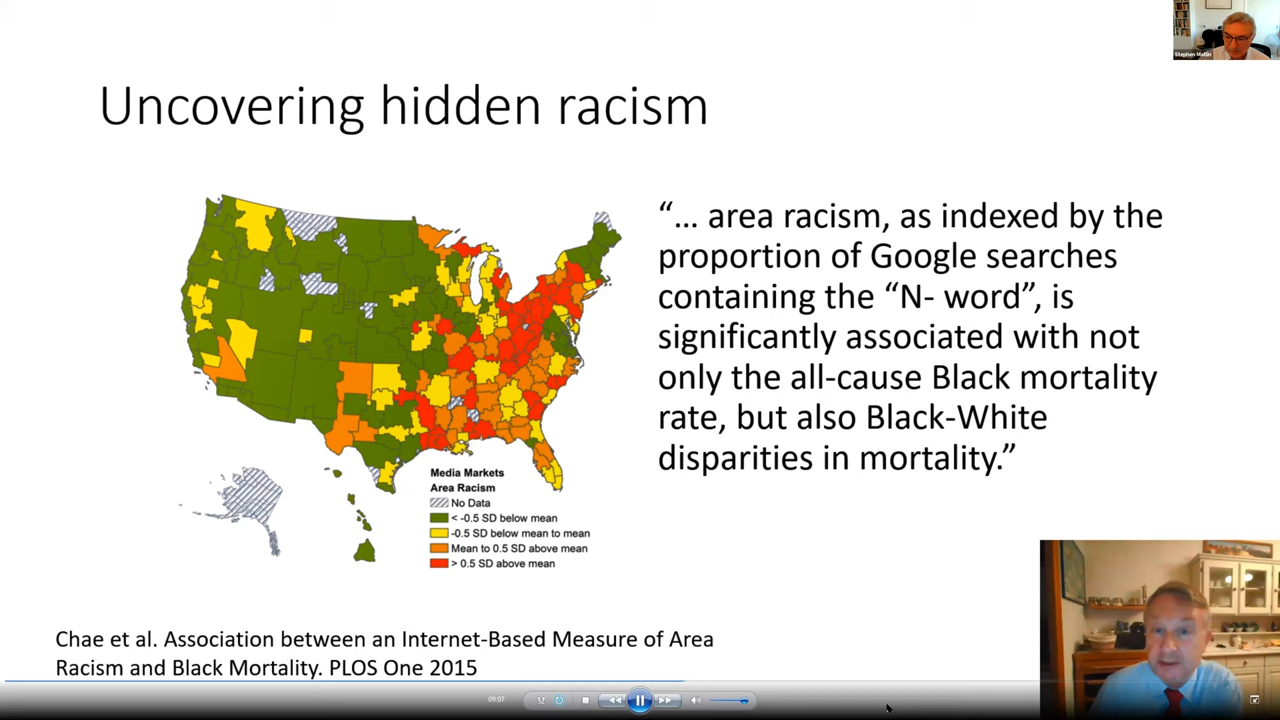 Stephen Matlin
Uncovering hidden racism
“… area racism, as indexed by the
proportion of Google searches
containing the “N- word”, is
significantly associated with not
only the all-cause Black mortality
rate, but also Black-White
disparities in mortality.”
Media Markets
Area Racism
No Data
< -0.5 SD below mean
-0.5 SD below mean to mean
Mean to 0.5 SD above mean
> 0.5 SD above mean
Chae et al. Association between an Internet-Based Measure of Area
Racism and Black Mortality. PLOS One 2015
09:07